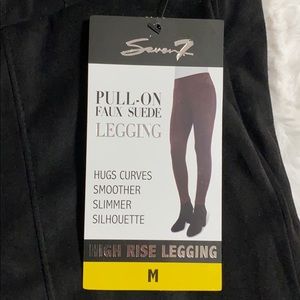 Seven7.
PULL-ON
FAUX SUEDE
LEGGING
HUGS CURVES
SMOOTHER
SLIMMER
SILHOUETTE
HIGH RISE LEGGING
M